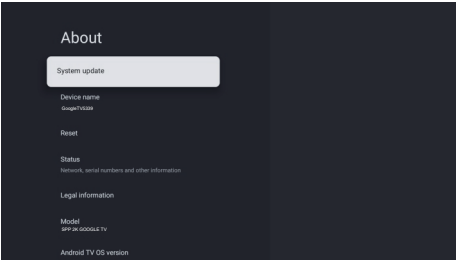 About
System update
Device name
GoogleTV5339
Reset
Status
Network, serial numbers and other information
Legal information
Model
SPP 2K GOOGLE TV
Android TV OS version